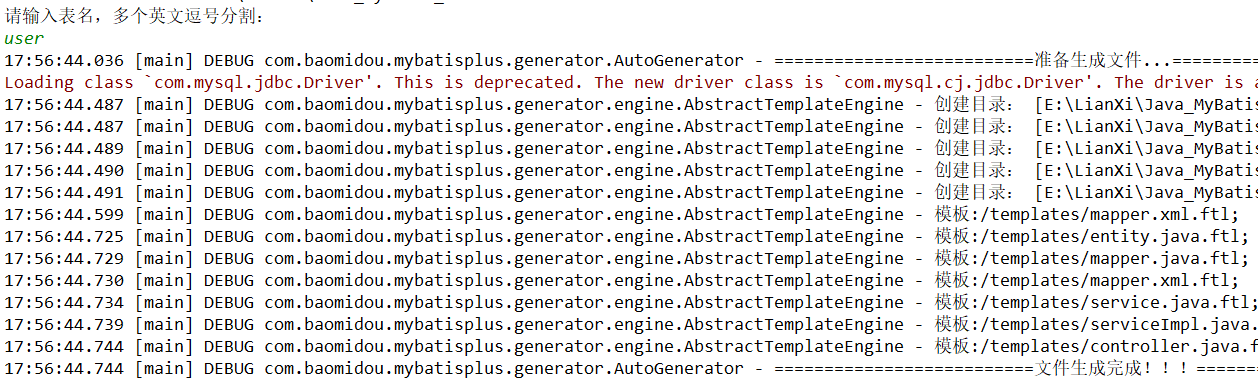 请输入表名，多个英文逗号分割：
user
17:56:44.036 [main] DEBUG com.baomidou.mybatisplus.generator.AutoGenerator - ==========================准备生成文件...=========
Loading class `com.mysql.jdbc.Driver'. This is deprecated. The new driver class is `com.mysql.cj.jdbc.Driver'. The driver is a
17:56:44.487 [main] DEBUG com.baomidou.mybatisplus.generator.engine.AbstractTemplateEngine - 创建目录： [E:\LianXi\Java_MyBatis
17:56:44.487 [main] DEBUG com.baomidou.mybatisplus.generator.engine.AbstractTemplateEngine - 创建目录： [E:\LianXi\Java_MyBatis
17:56:44.489 [main] DEBUG com.baomidou.mybatisplus.generator.engine.AbstractTemplateEngine - 创建目录： [E:\LianXi\Java_MyBatis
17:56:44.490 [main] DEBUG com.baomidou.mybatisplus.generator.engine.AbstractTemplateEngine - 创建目录： [E:\LianXi\Java_MyBatis
17:56:44.491 [main] DEBUG com.baomidou.mybatisplus.generator.engine.AbstractTemplateEngine - 创建目录： [E:\LianXi\Java_MyBatis
17:56:44.599 [main] DEBUG com.baomidou.mybatisplus.generator.engine.AbstractTemplateEngine - 模板:/templates/mapper.xml.ftl;
17:56:44.725 [main] DEBUG com.baomidou.mybatisplus.generator.engine.AbstractTemplateEngine - 模板:/templates/entity.java.ftl;
17:56:44.729 [main] DEBUG com.baomidou.mybatisplus.generator.engine.AbstractTemplateEngine - 模板:/templates/mapper.java.ftl;
17:56:44.730 [main] DEBUG com.baomidou.mybatisplus.generator.engine.AbstractTemplateEngine - 模板:/templates/mapper.xml.ftl;
17:56:44.734 [main] DEBUG com.baomidou.mybatisplus.generator.engine.AbstractTemplateEngine - 模板:/templates/service.java.ftl;
17:56:44.739 [main] DEBUG com.baomidou.mybatisplus.generator.engine.AbstractTemplateEngine - 模板:/templates/serviceImpl.java.
17:56:44.744 [main] DEBUG com.baomidou.mybatisplus.generator.engine.AbstractTemplateEngine - 模板:/templates/controller.java.f
17:56:44.744 [main] DEBUG com.baomidou.mybatisplus.generator.AutoGenerator - ==========================文件生成完成！！！=======